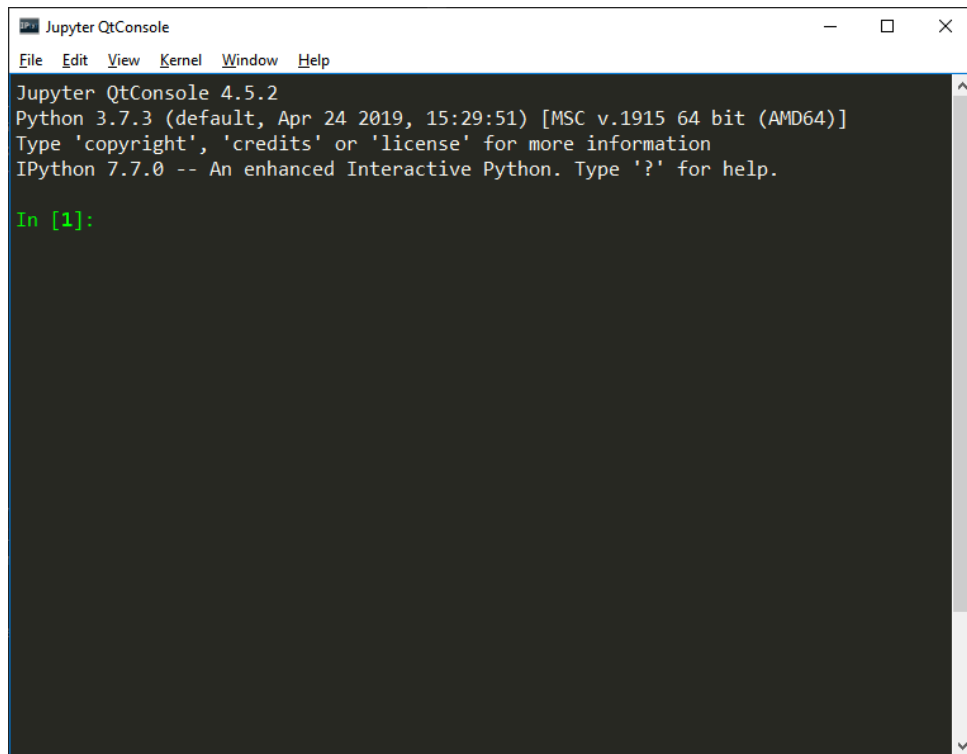 Jupyter QtConsole
File Edit View Kernel Window Help
Jupyter QtConsole 4.5.2
Python 3.7.3 (default, Apr 24 2019, 15:29:51) [MSC v.1915 64 bit (AMD64)]
Type 'copyright', 'credits' or 'license' for more information
IPython 7.7.0 -- An enhanced Interactive Python. Type '?' for help.
In [1]: